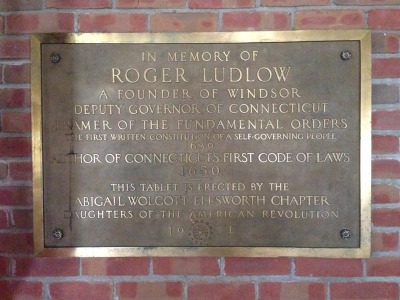 IN MEMORY OF
ROGER LUDLOW
A FOUNDER OF WINDSOR
DEPUTY GOVERNOR OF CONNECTICUT
FRAMER OF THE FUNDAMENTAL ORDERS
THE FIRST WRITTEN CONSTITUTION OF A SELF-GOVERNING PEOPLE
AUTHOR OF CONNECTICUT'S FIRST CODE OF LAWS
1650
THIS TABLET IS ERECTED BY THE
ABIGAIL WOLCOTT ELLSWORTH CHAPTER
DAUGHTERS OF THE AMERICAN REVOLUTION